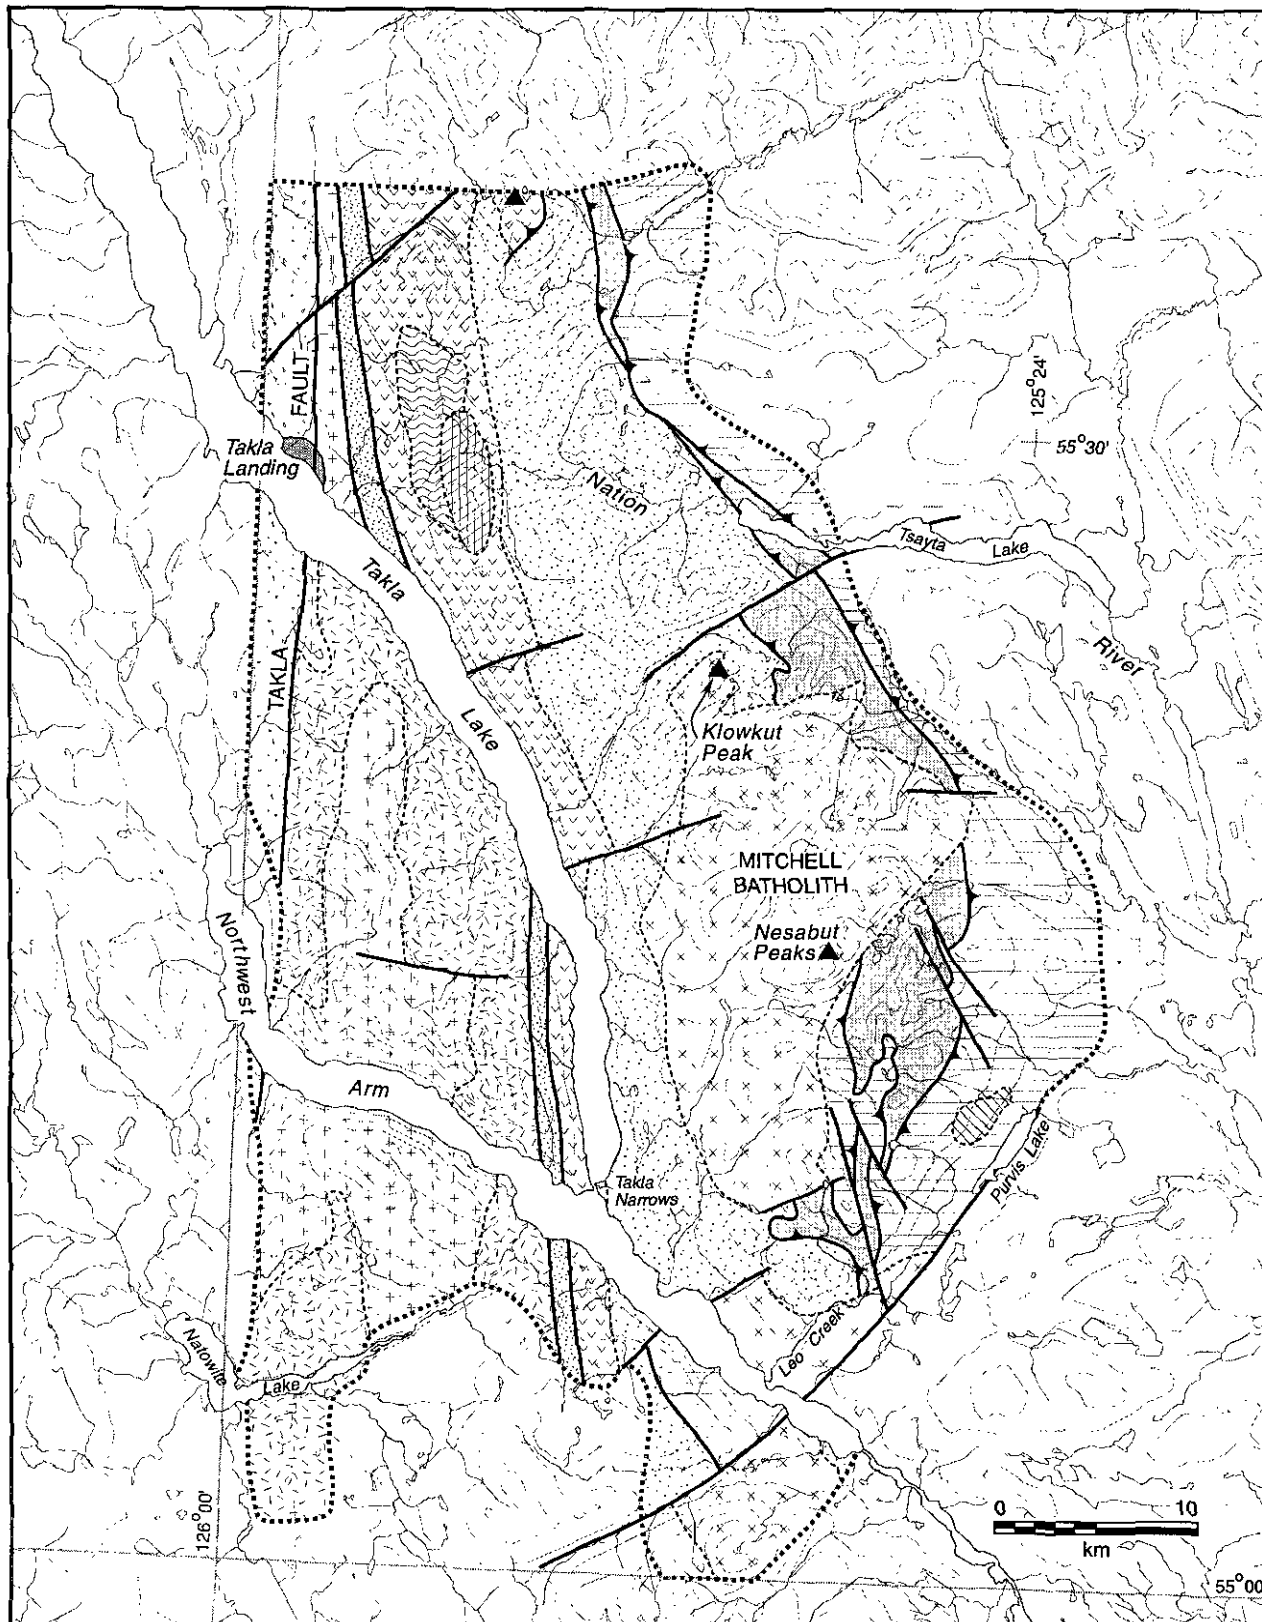 FAULT
125°24'
55°30'
Takla
Landing
Nation
Tsayta
Lake
Takla
River
TAKLA
Lake
Klowkut
Peak
MITCHELL
BATHOLITH
Northwest
Nesabut
Peaks
Arm
Purvis Lake
Takla
Narrows
Natowite
Lake
Leo Creek
126°00'
0 10
km
55°00'